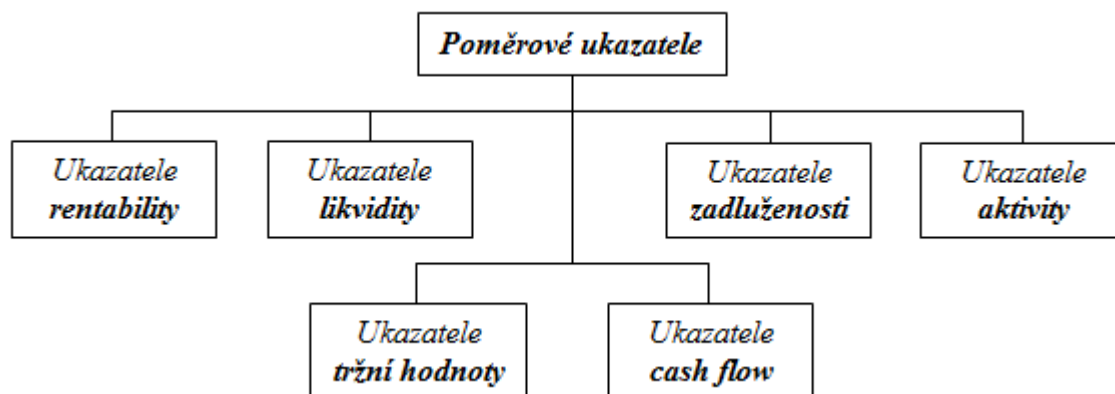 Poměrové ukazatele
Ukazatele
rentability
Ukazatele
likvidity
Ukazatele
zadluženosti
Ukazatele
aktivity
Ukazatele
tržní hodnoty
Ukazatele
cash flow